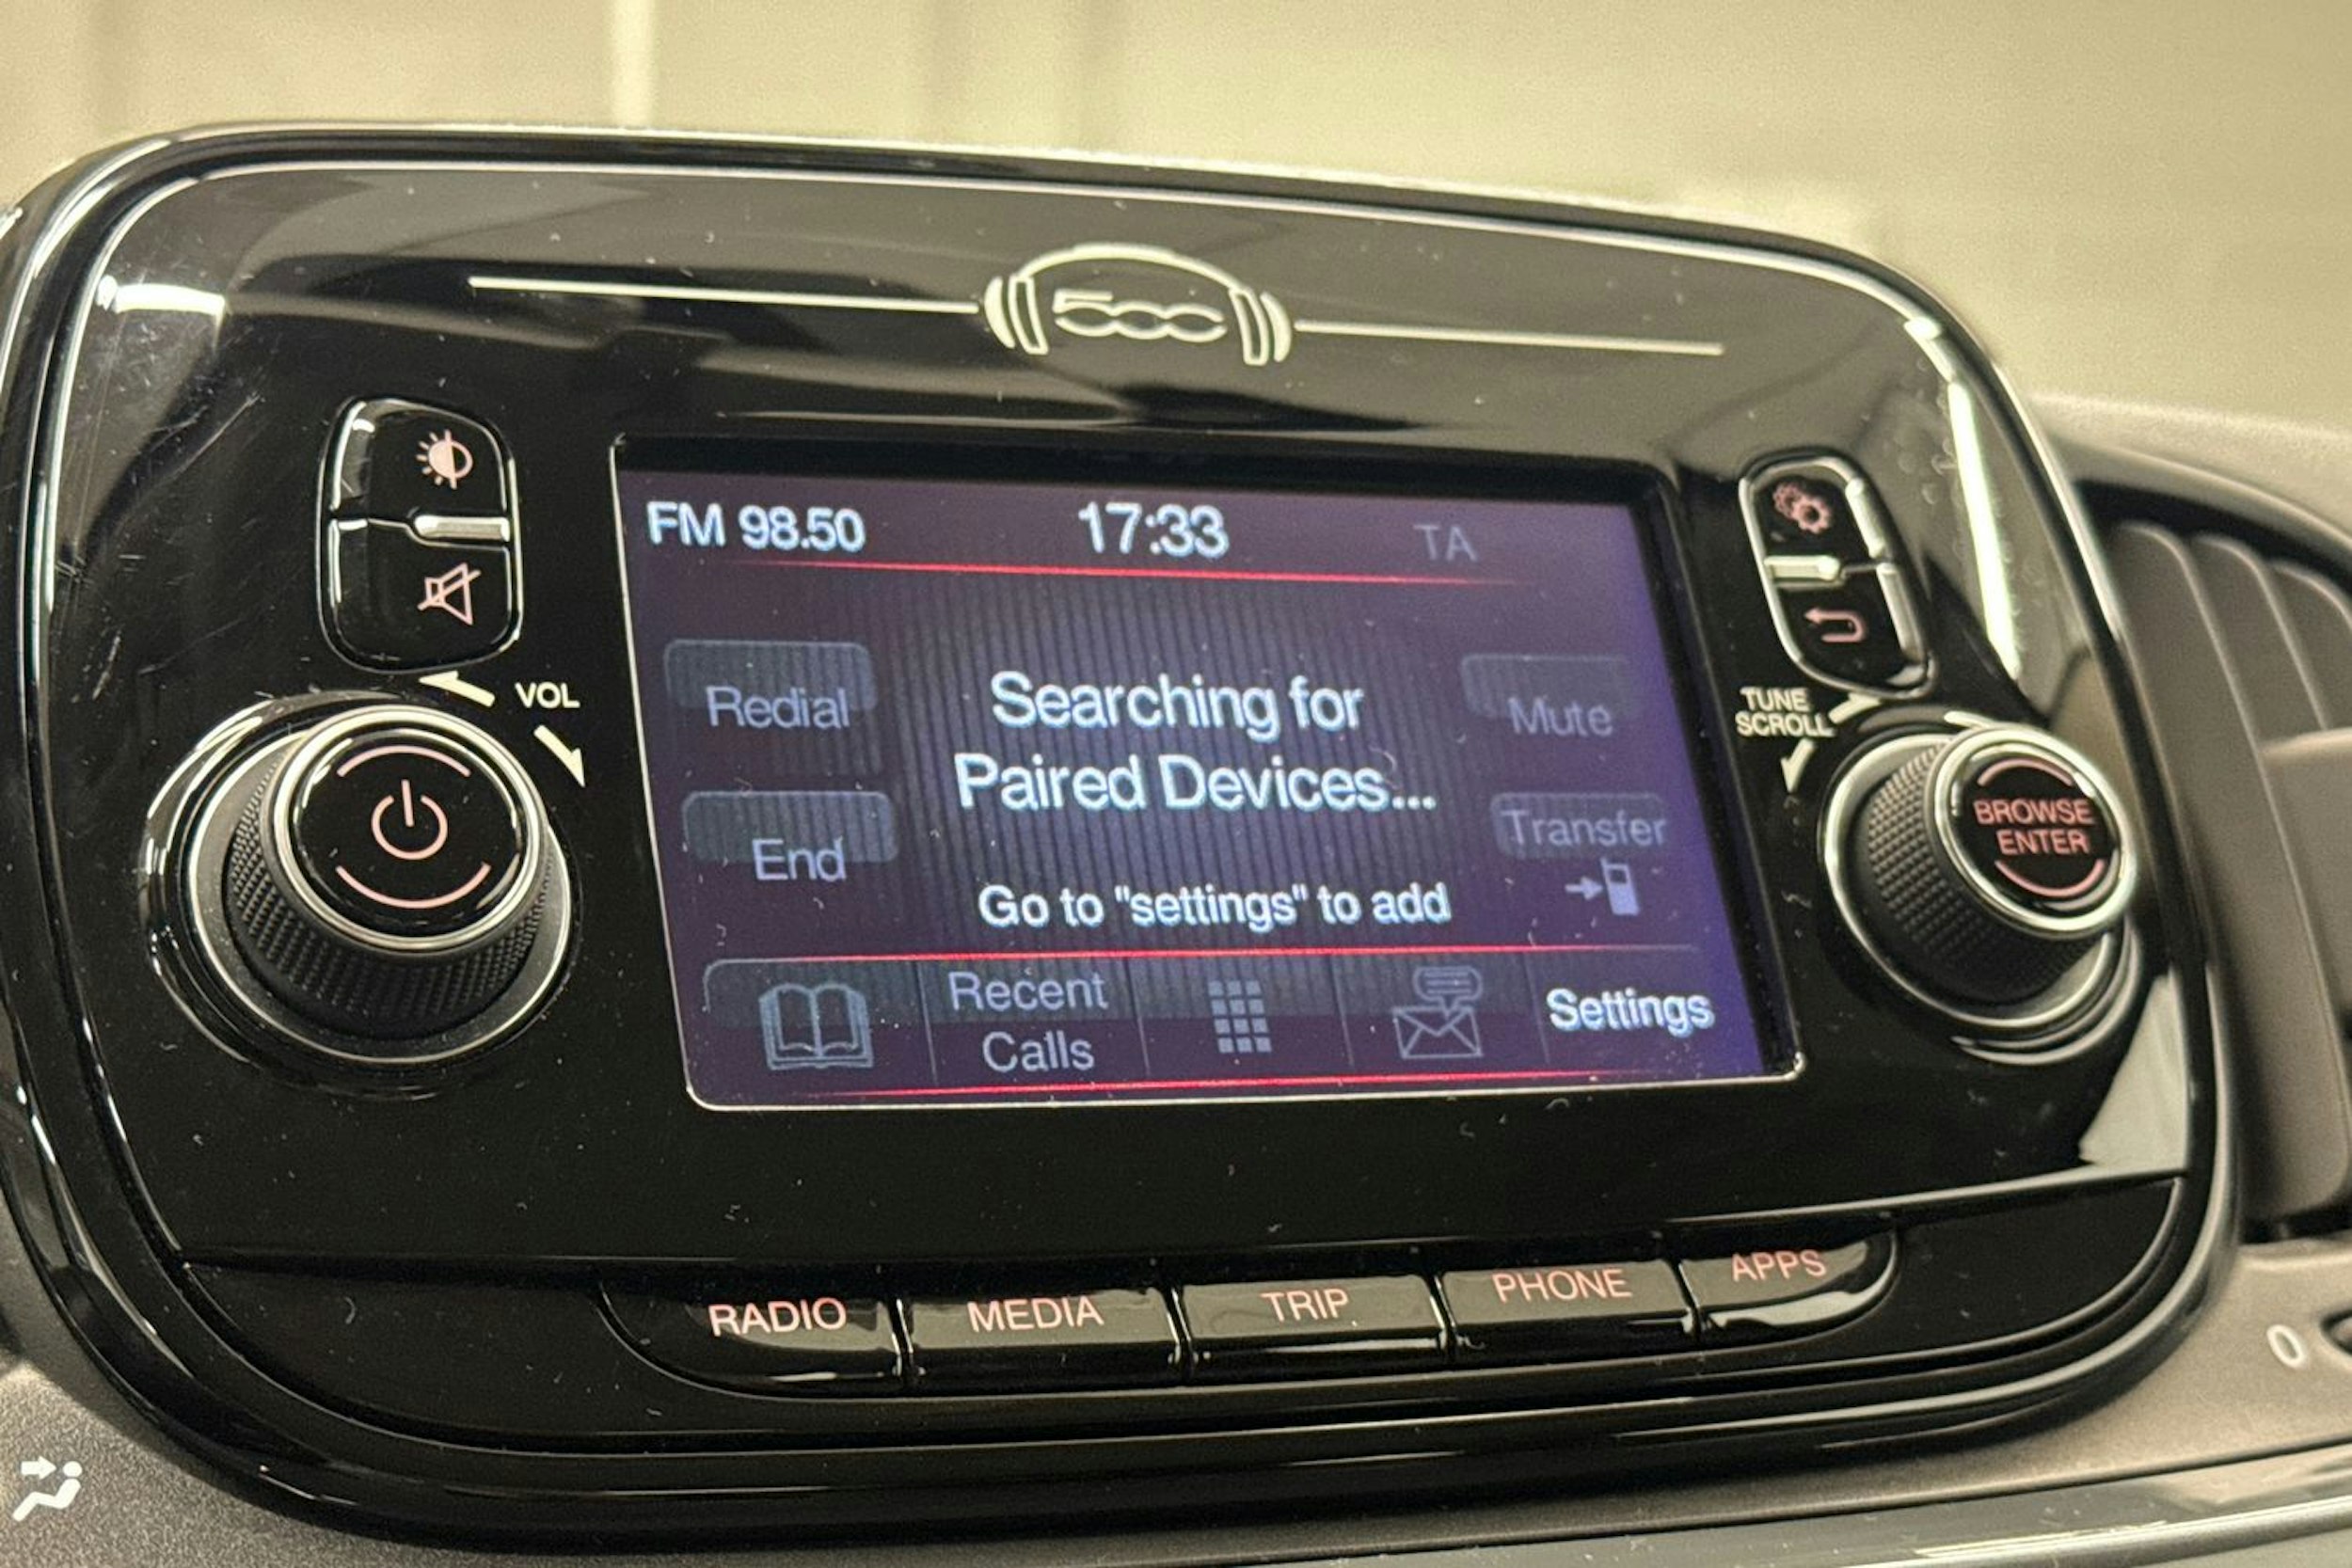 500
FM 98.50 17:33 TA
VOL
TUNE
SCROLL
Redial
Searching for
Paired Devices...
Mute
End
Transfer
BROWSE
ENTER
Go to "settings" to add
Recent
Calls
Settings
RADIO MEDIA TRIP PHONE APPS
0